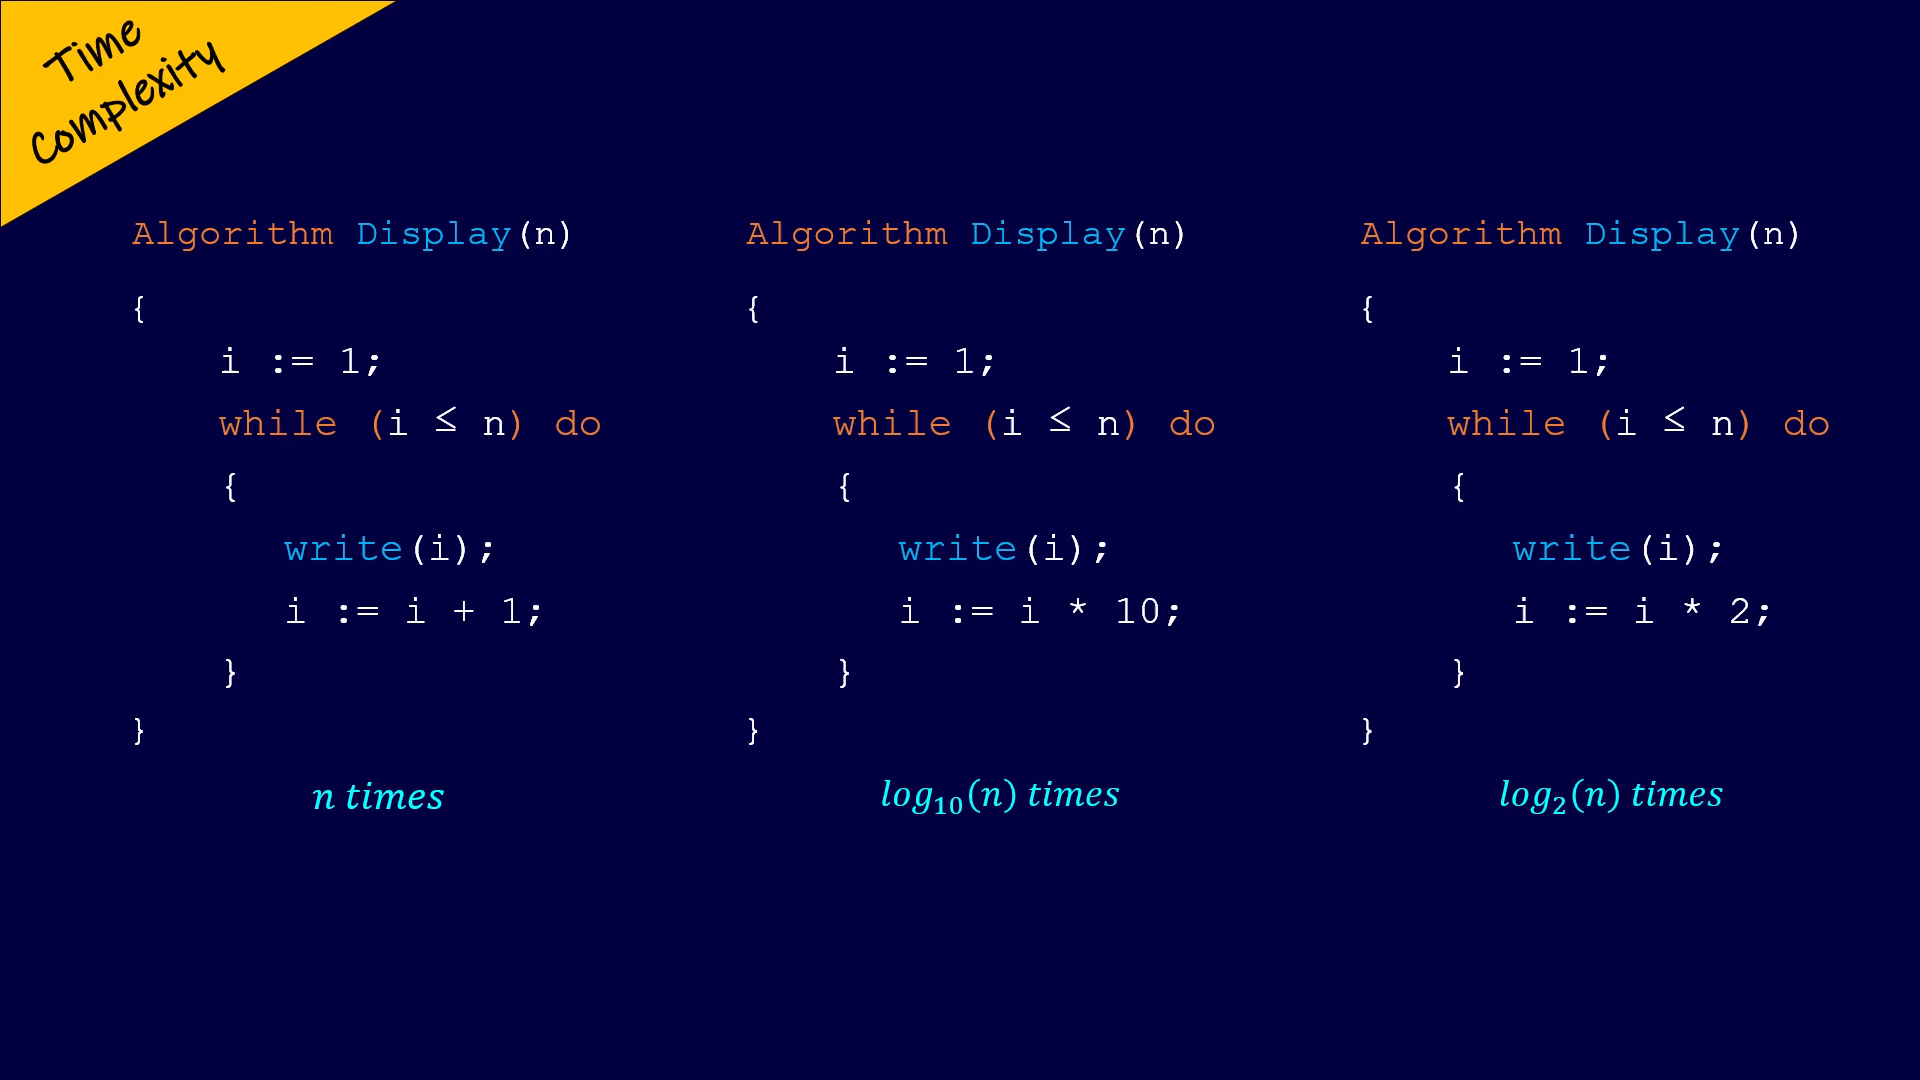 Time
Complexity
Algorithm Display(n)
{
i := 1;
while (i ≤ n) do
{
write(i);
i := i + 1;
}
}
n times
Algorithm Display(n)
{
i := 1;
while (i ≤ n) do
{
write(i);
i := i * 10;
}
}
log₁₀(n) times
Algorithm Display(n)
{
i := 1;
while (i ≤ n) do
{
write(i);
i := i * 2;
}
}
log₂(n) times